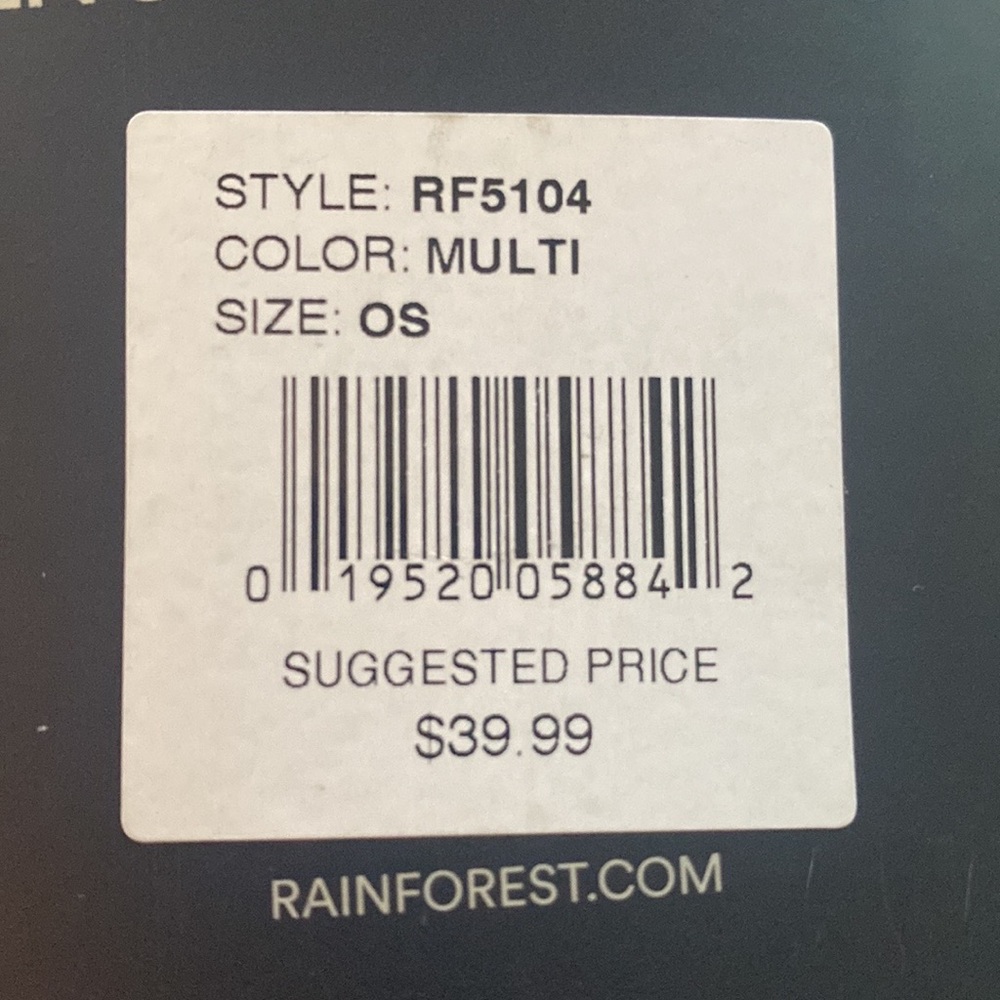 STYLE: RF5104
COLOR: MULTI
SIZE: OS
0 19520 05884 2
SUGGESTED PRICE
$39.99
RAINFOREST.COM